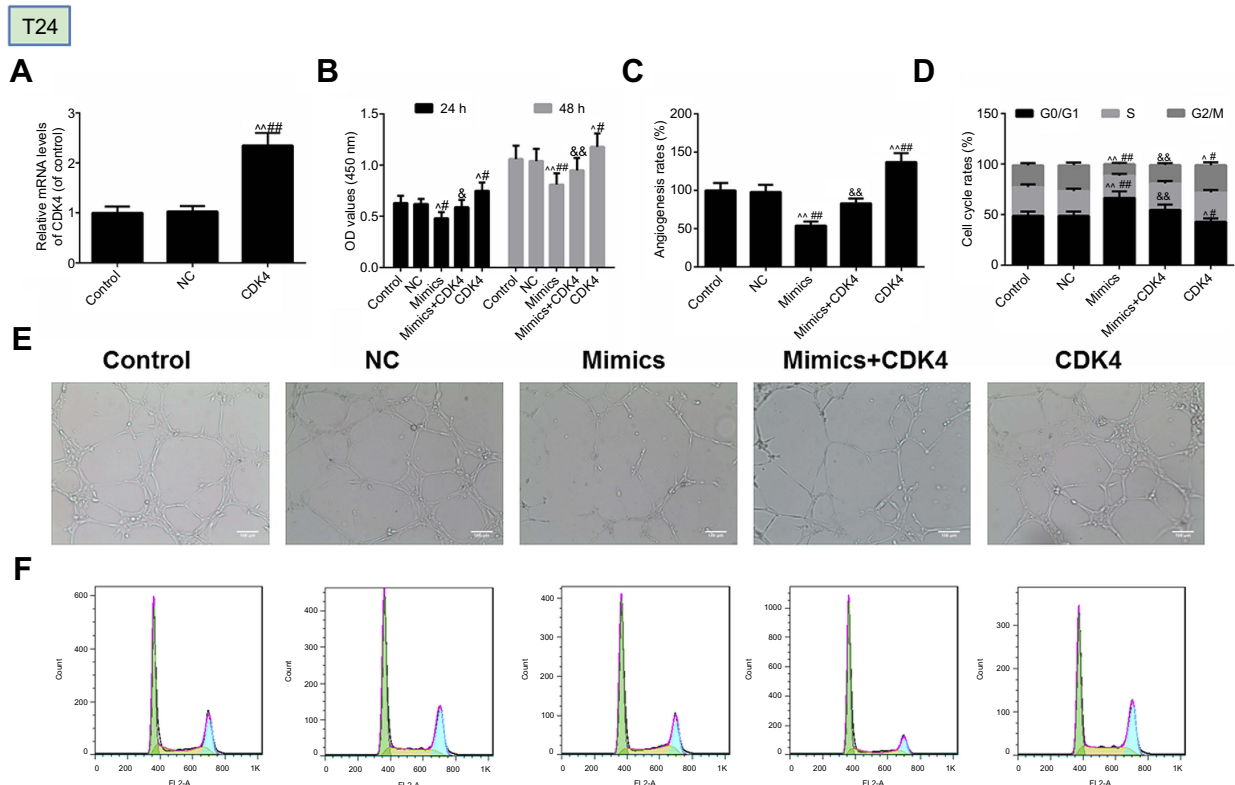 T24
A
Relative mRNA levels
of CDK4 (of control)
3
2
1
0
^^##
Control
NC
CDK4
B
24 h
48 h
OD values (450 nm)
1.5
1.0
0.5
0.0
^#
&
^#
^^##
&&
^#
Control
NC
Mimics
Mimics+CDK4
CDK4
Control
NC
Mimics
Mimics+CDK4
CDK4
C
Angiogenesis rates (%)
200
150
100
50
0
^^ ##
&&
^^##
Control
NC
Mimics
Mimics+CDK4
CDK4
D
G0/G1
S
G2/M
Cell cycle rates (%)
150
100
50
0
^^ ##
&&
^ #
^^ ##
&&
^ #
Control
NC
Mimics
Mimics+CDK4
CDK4
E
Control
NC
Mimics
Mimics+CDK4
CDK4
F
Count
600
400
200
0
0 200 400 600 800 1K
Count
400
300
200
100
0
0 200 400 600 800 1K
Count
400
300
200
100
0
0 200 400 600 800 1K
Count
1000
800
600
400
200
0
0 200 400 600 800 1K
Count
300
200
100
0
0 200 400 600 800 1K